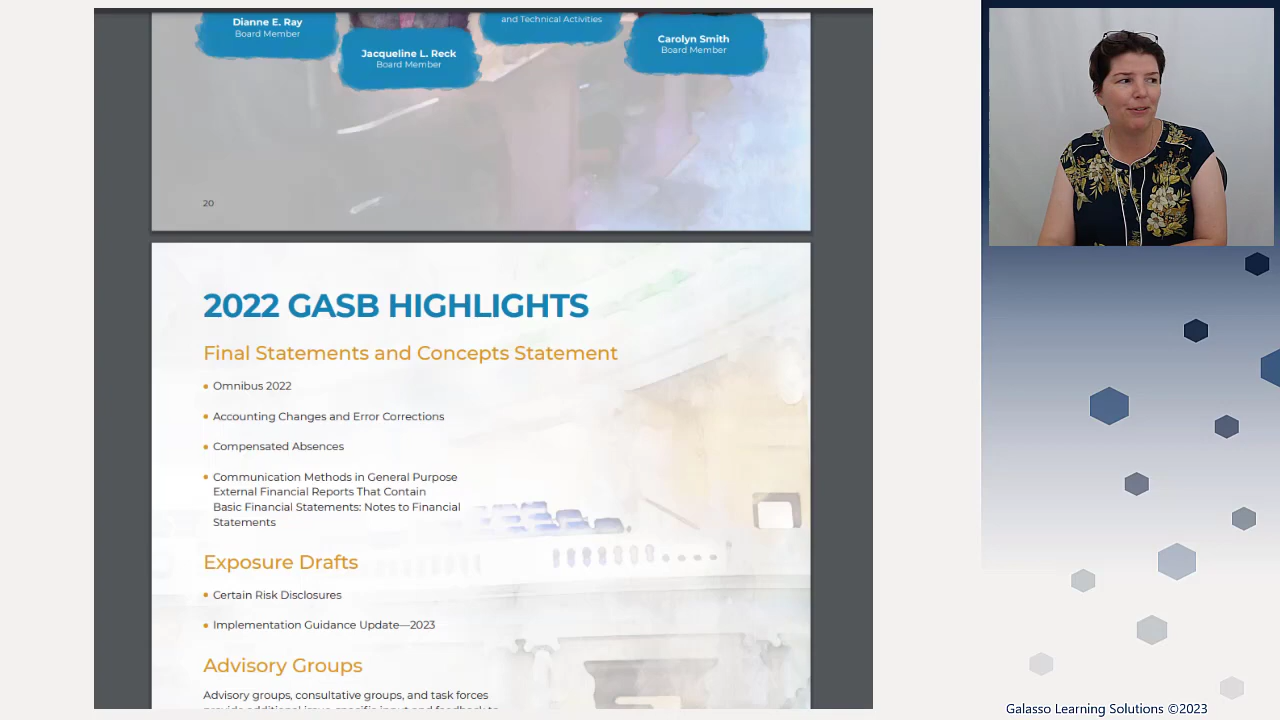 Dianne E. Ray
Board Member
Jacqueline L. Reck
Board Member
and Technical Activities
Carolyn Smith
Board Member
20
2022 GASB HIGHLIGHTS
Final Statements and Concepts Statement
• Omnibus 2022
• Accounting Changes and Error Corrections
• Compensated Absences
• Communication Methods in General Purpose
External Financial Reports That Contain
Basic Financial Statements: Notes to Financial
Statements
Exposure Drafts
• Certain Risk Disclosures
• Implementation Guidance Update—2023
Advisory Groups
Advisory groups, consultative groups, and task forces
Galasso Learning Solutions ©2023